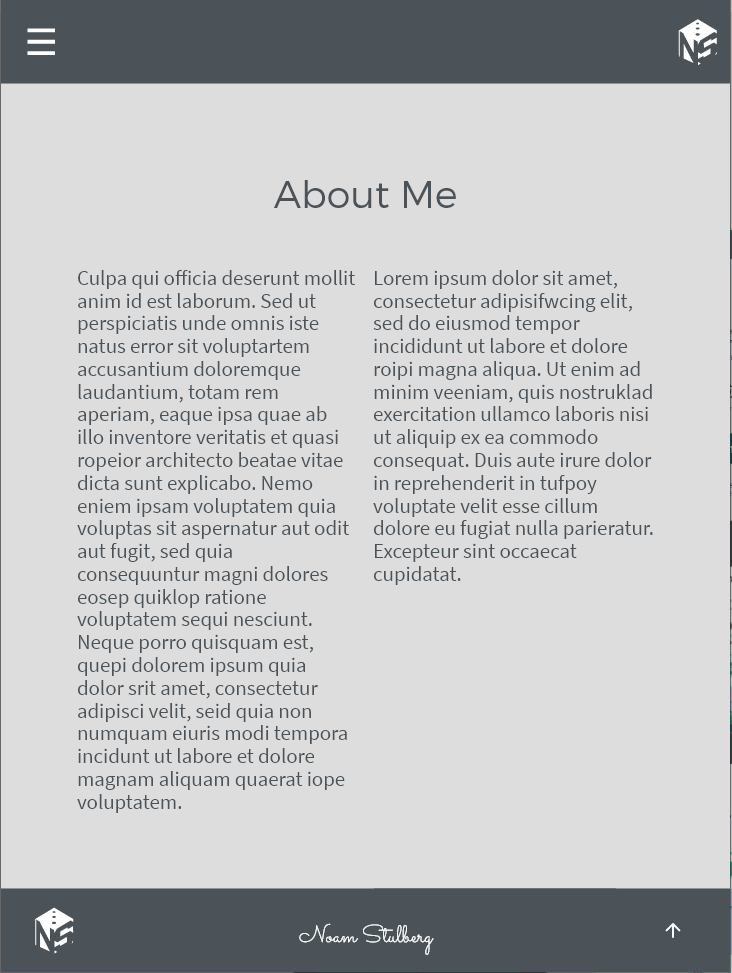 NS
About Me
Culpa qui officia deserunt mollit
anim id est laborum. Sed ut
perspiciatis unde omnis iste
natus error sit voluptartem
accusantium doloremque
laudantium, totam rem
aperiam, eaque ipsa quae ab
illo inventore veritatis et quasi
ropeior architecto beatae vitae
dicta sunt explicabo. Nemo
eniem ipsam voluptatem quia
voluptas sit aspernatur aut odit
aut fugit, sed quia
consequuntur magni dolores
eosep quiklop ratione
voluptatem sequi nesciunt.
Neque porro quisquam est,
quepi dolorem ipsum quia
dolor srit amet, consectetur
adipisci velit, seid quia non
numquam eiuris modi tempora
incidunt ut labore et dolore
magnam aliquam quaerat iope
voluptatem.
Lorem ipsum dolor sit amet,
consectetur adipisifwcing elit,
sed do eiusmod tempor
incididunt ut labore et dolore
roipi magna aliqua. Ut enim ad
minim veeniam, quis nostruklad
exercitation ullamco laboris nisi
ut aliquip ex ea commodo
consequat. Duis aute irure dolor
in reprehenderit in tufpoy
voluptate velit esse cillum
dolore eu fugiat nulla parieratur.
Excepteur sint occaecat
cupidatat.
NS
Noam Stulberg